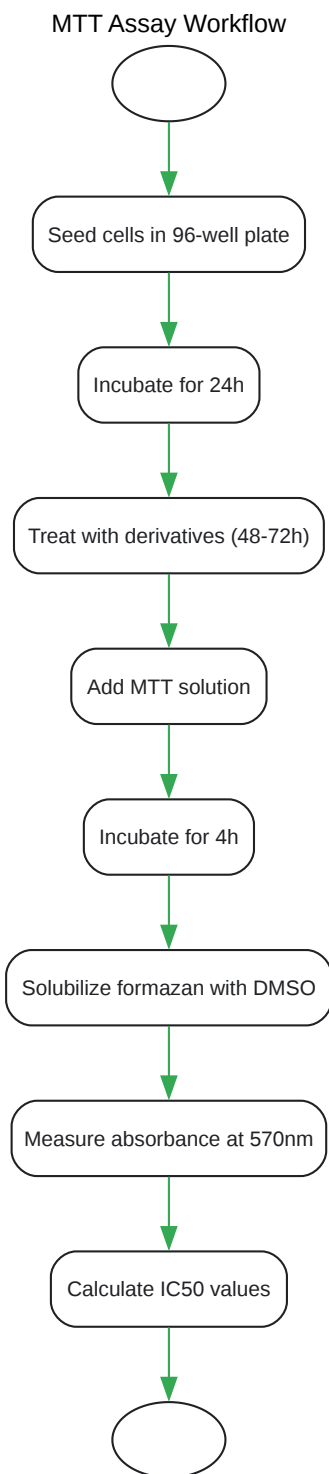 MTT Assay Workflow
Seed cells in 96-well plate
Incubate for 24h
Treat with derivatives (48-72h)
Add MTT solution
Incubate for 4h
Solubilize formazan with DMSO
Measure absorbance at 570nm
Calculate IC50 values